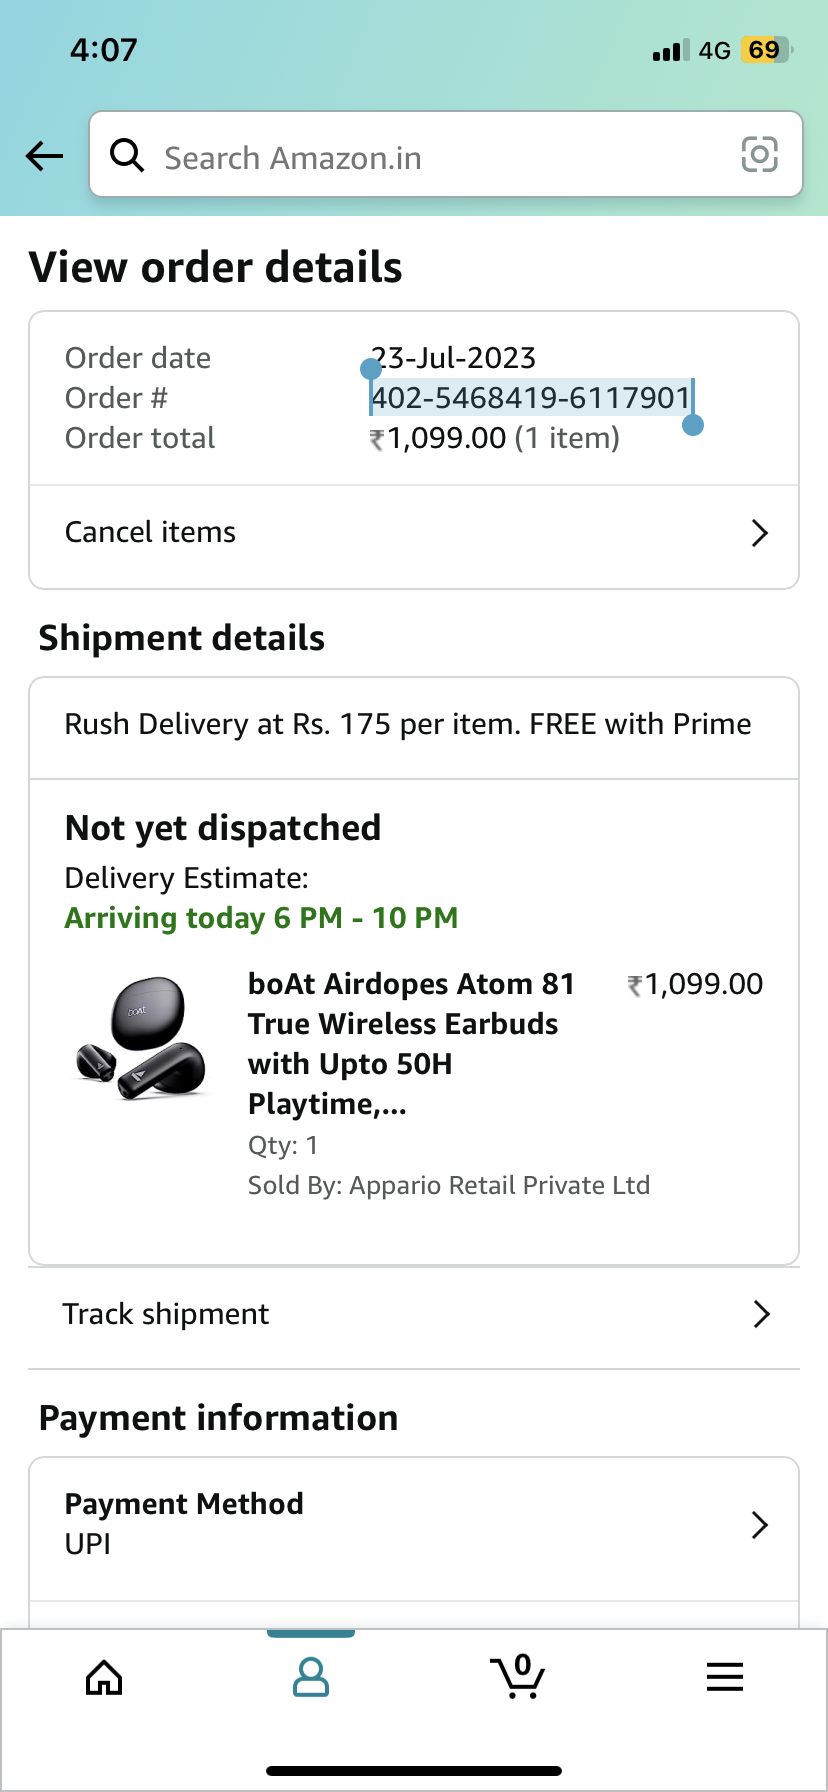 4:07
4G 69
Search Amazon.in
View order details
Order date 23-Jul-2023
Order # 402-5468419-6117901
Order total ₹1,099.00 (1 item)
Cancel items
Shipment details
Rush Delivery at Rs. 175 per item. FREE with Prime
Not yet dispatched
Delivery Estimate:
Arriving today 6 PM - 10 PM
boAt
boAt Airdopes Atom 81 ₹1,099.00
True Wireless Earbuds
with Upto 50H
Playtime,...
Qty: 1
Sold By: Appario Retail Private Ltd
Track shipment
Payment information
Payment Method
UPI
0